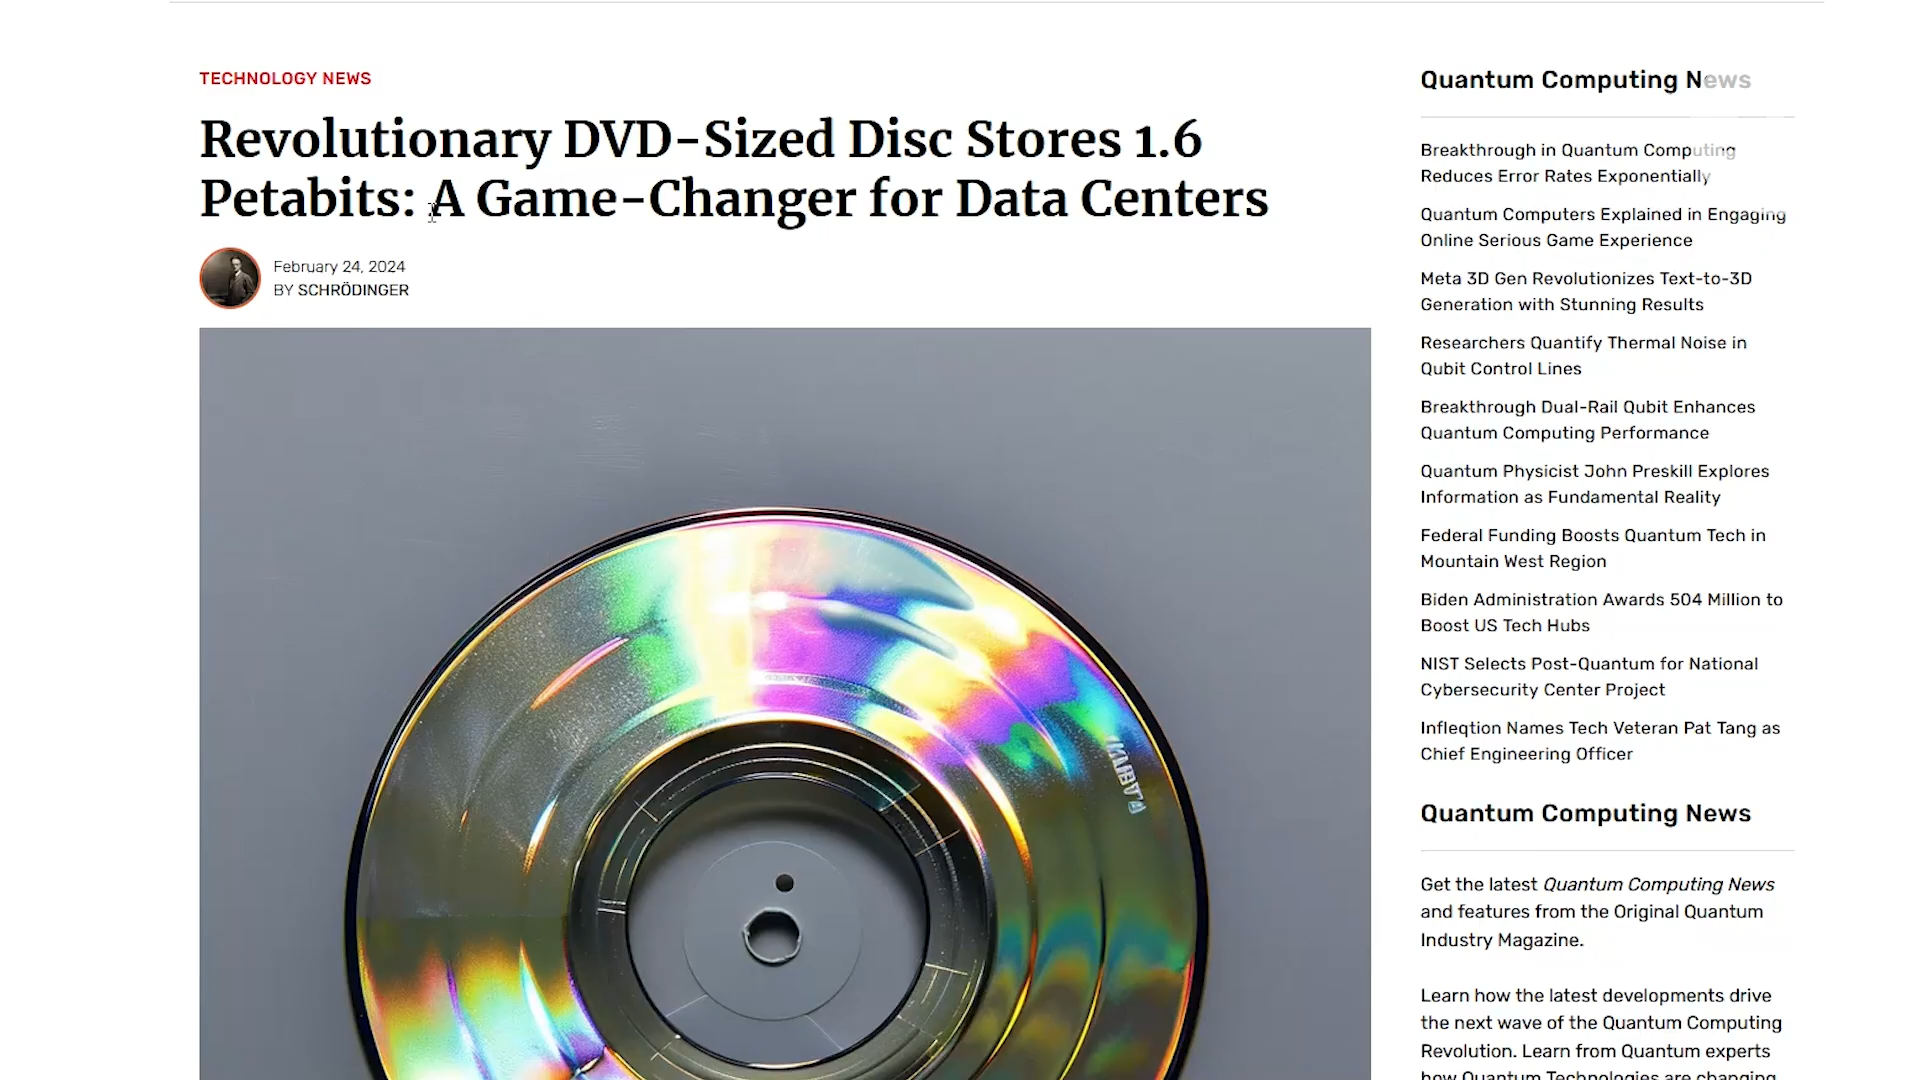 TECHNOLOGY NEWS
Revolutionary DVD-Sized Disc Stores 1.6
Petabits: A Game-Changer for Data Centers
February 24, 2024
BY SCHRÖDINGER
Quantum Computing News
Breakthrough in Quantum Computing
Reduces Error Rates Exponentially
Quantum Computers Explained in Engaging
Online Serious Game Experience
Meta 3D Gen Revolutionizes Text-to-3D
Generation with Stunning Results
Researchers Quantify Thermal Noise in
Qubit Control Lines
Breakthrough Dual-Rail Qubit Enhances
Quantum Computing Performance
Quantum Physicist John Preskill Explores
Information as Fundamental Reality
Federal Funding Boosts Quantum Tech in
Mountain West Region
Biden Administration Awards 504 Million to
Boost US Tech Hubs
NIST Selects Post-Quantum for National
Cybersecurity Center Project
Infleqtion Names Tech Veteran Pat Tang as
Chief Engineering Officer
Quantum Computing News
Get the latest Quantum Computing News
and features from the Original Quantum
Industry Magazine.
Learn how the latest developments drive
the next wave of the Quantum Computing
Revolution. Learn from Quantum experts
how Quantum Technologies are changing